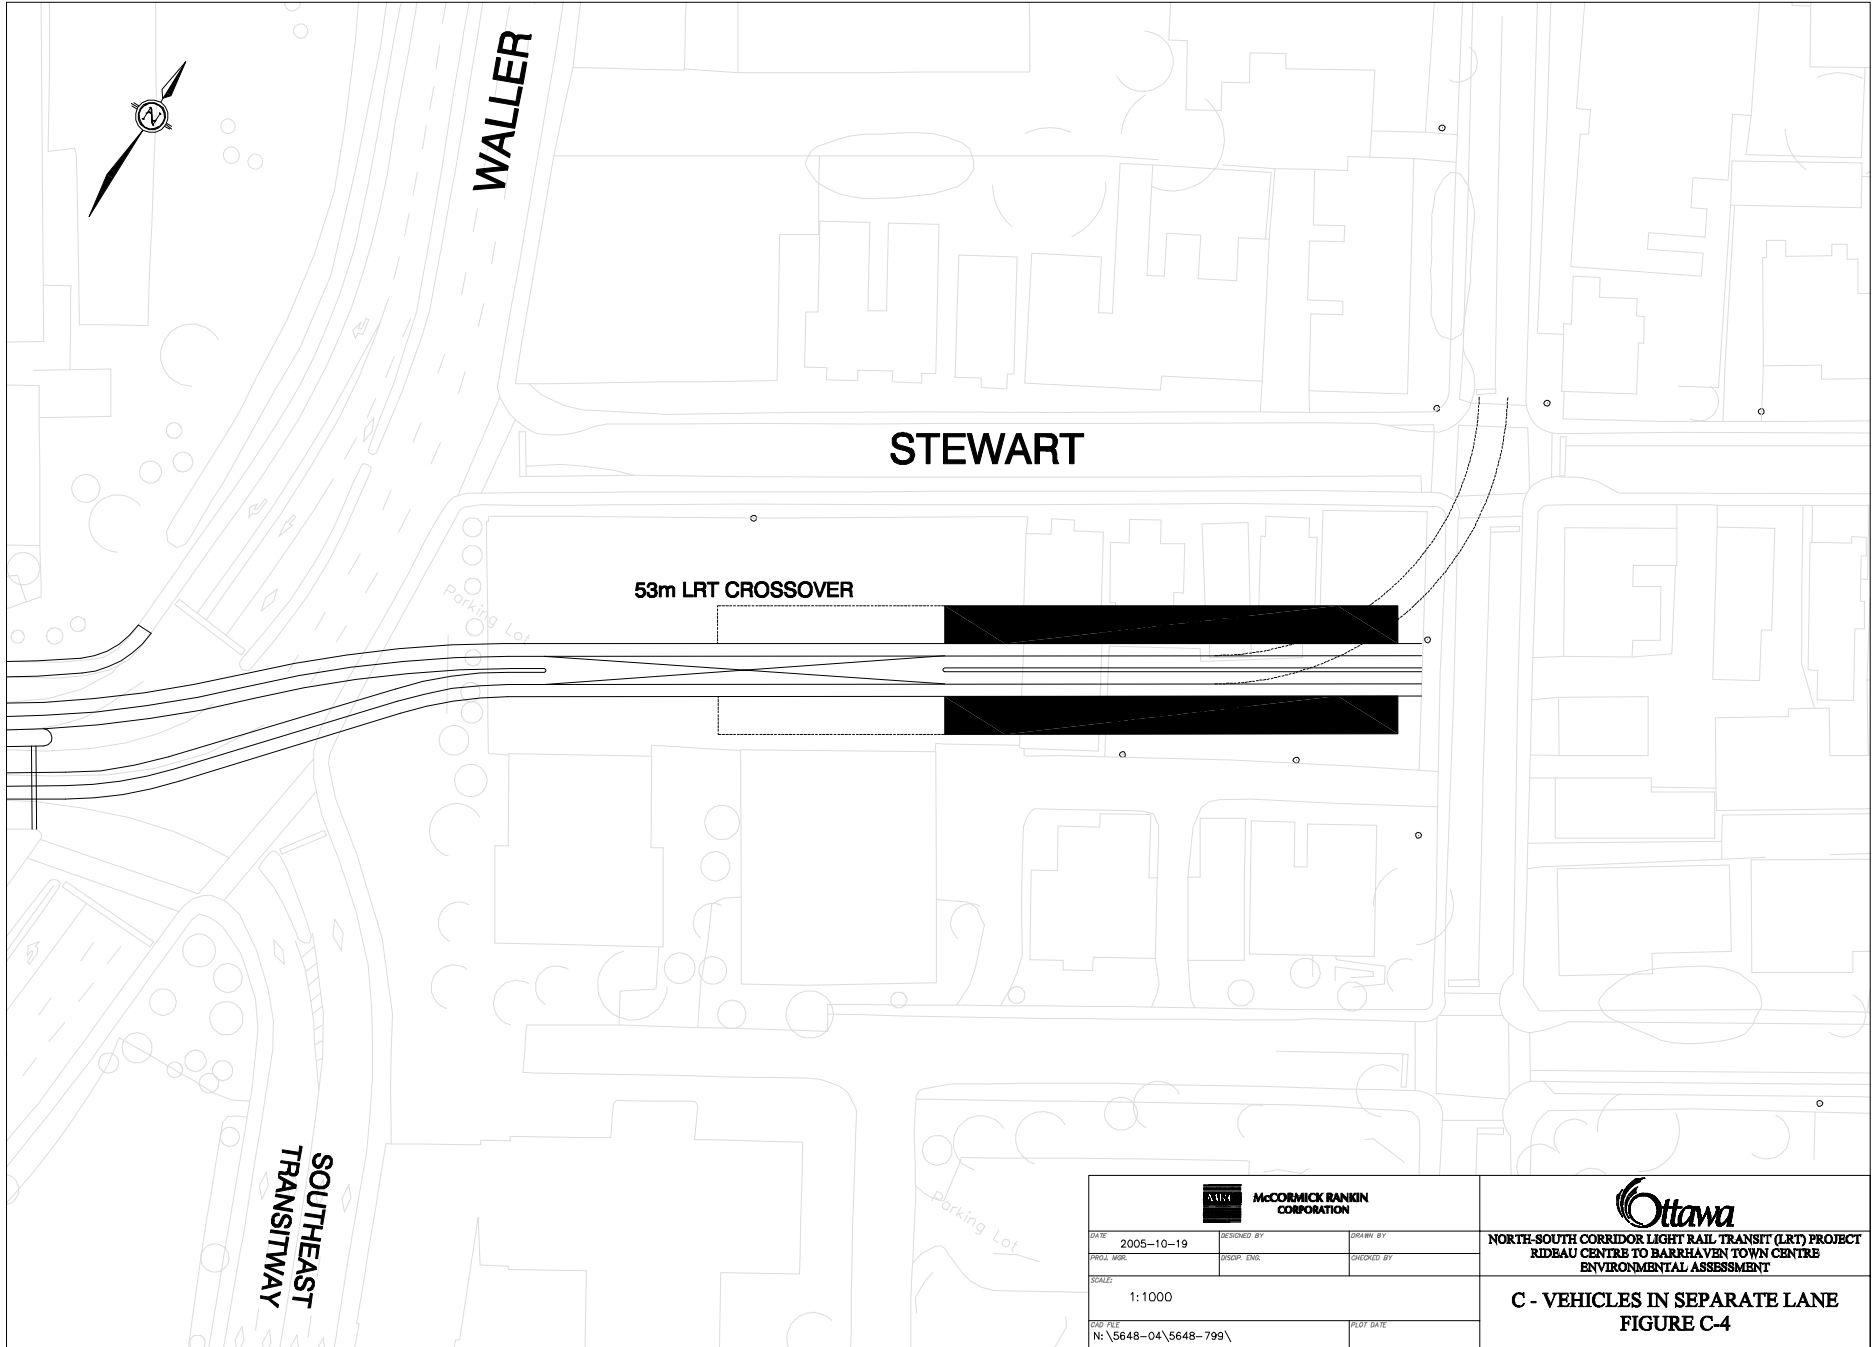 WALLER
N
STEWART
53m LRT CROSSOVER
Parking Lot
SOUTHEAST
TRANSITWAY
Parking Lot
McCORMICK RANKIN
CORPORATION
Ottawa
DATE
2005-10-19
DESIGNED BY
DRAWN BY
PROJ. MGR.
DISCIP. ENG.
CHECKED BY
SCALE:
1:1000
CAD FILE
N:\5648-04\5648-799\
PLOT DATE
NORTH-SOUTH CORRIDOR LIGHT RAIL TRANSIT (LRT) PROJECT
RIDEAU CENTRE TO BARRHAVEN TOWN CENTRE
ENVIRONMENTAL ASSESSMENT
C - VEHICLES IN SEPARATE LANE
FIGURE C-4